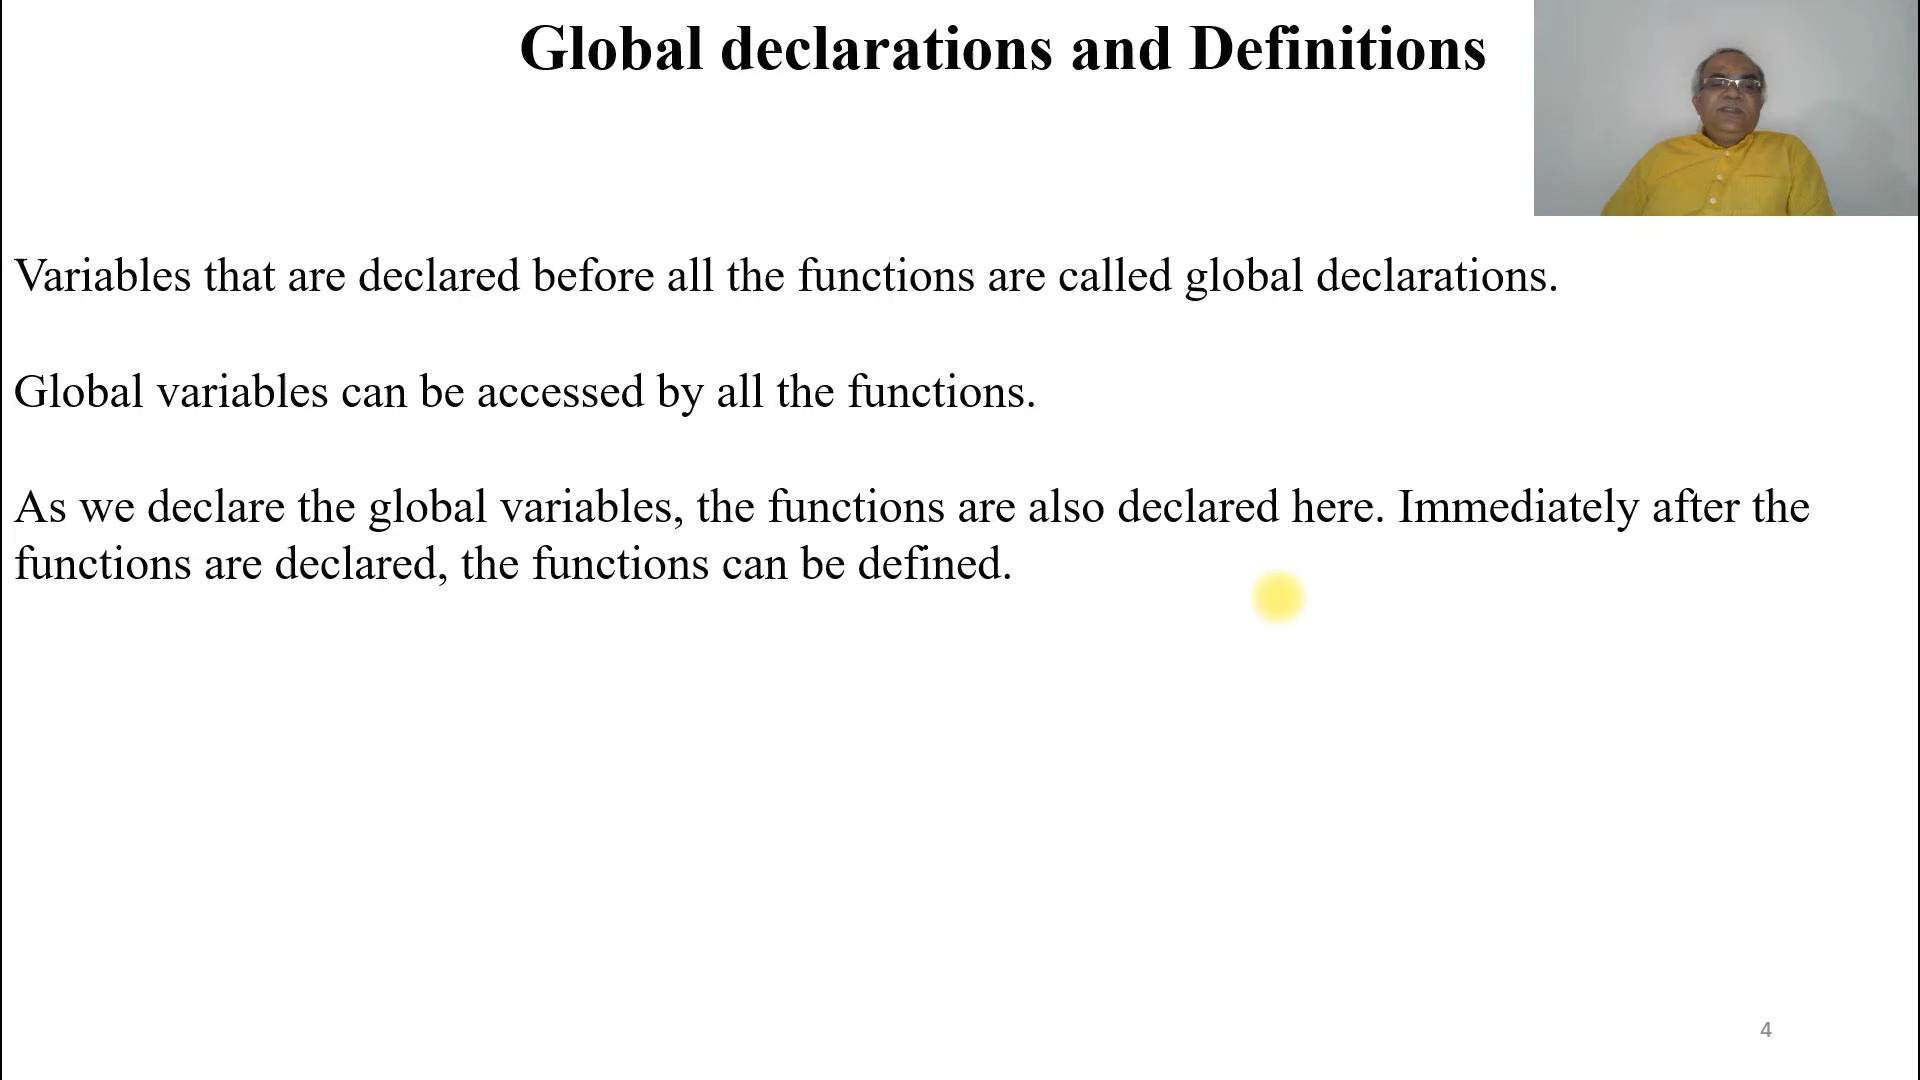 Global declarations and Definitions
Variables that are declared before all the functions are called global declarations.
Global variables can be accessed by all the functions.
As we declare the global variables, the functions are also declared here. Immediately after the
functions are declared, the functions can be defined.
4